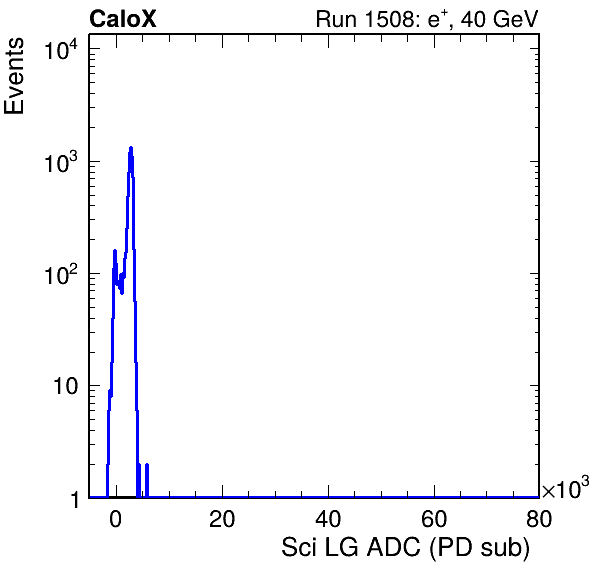 CaloX
Run 1508: e⁺, 40 GeV
Events
10⁴
10³
10²
10
1
0 20 40 60 80
×10³
Sci LG ADC (PD sub)